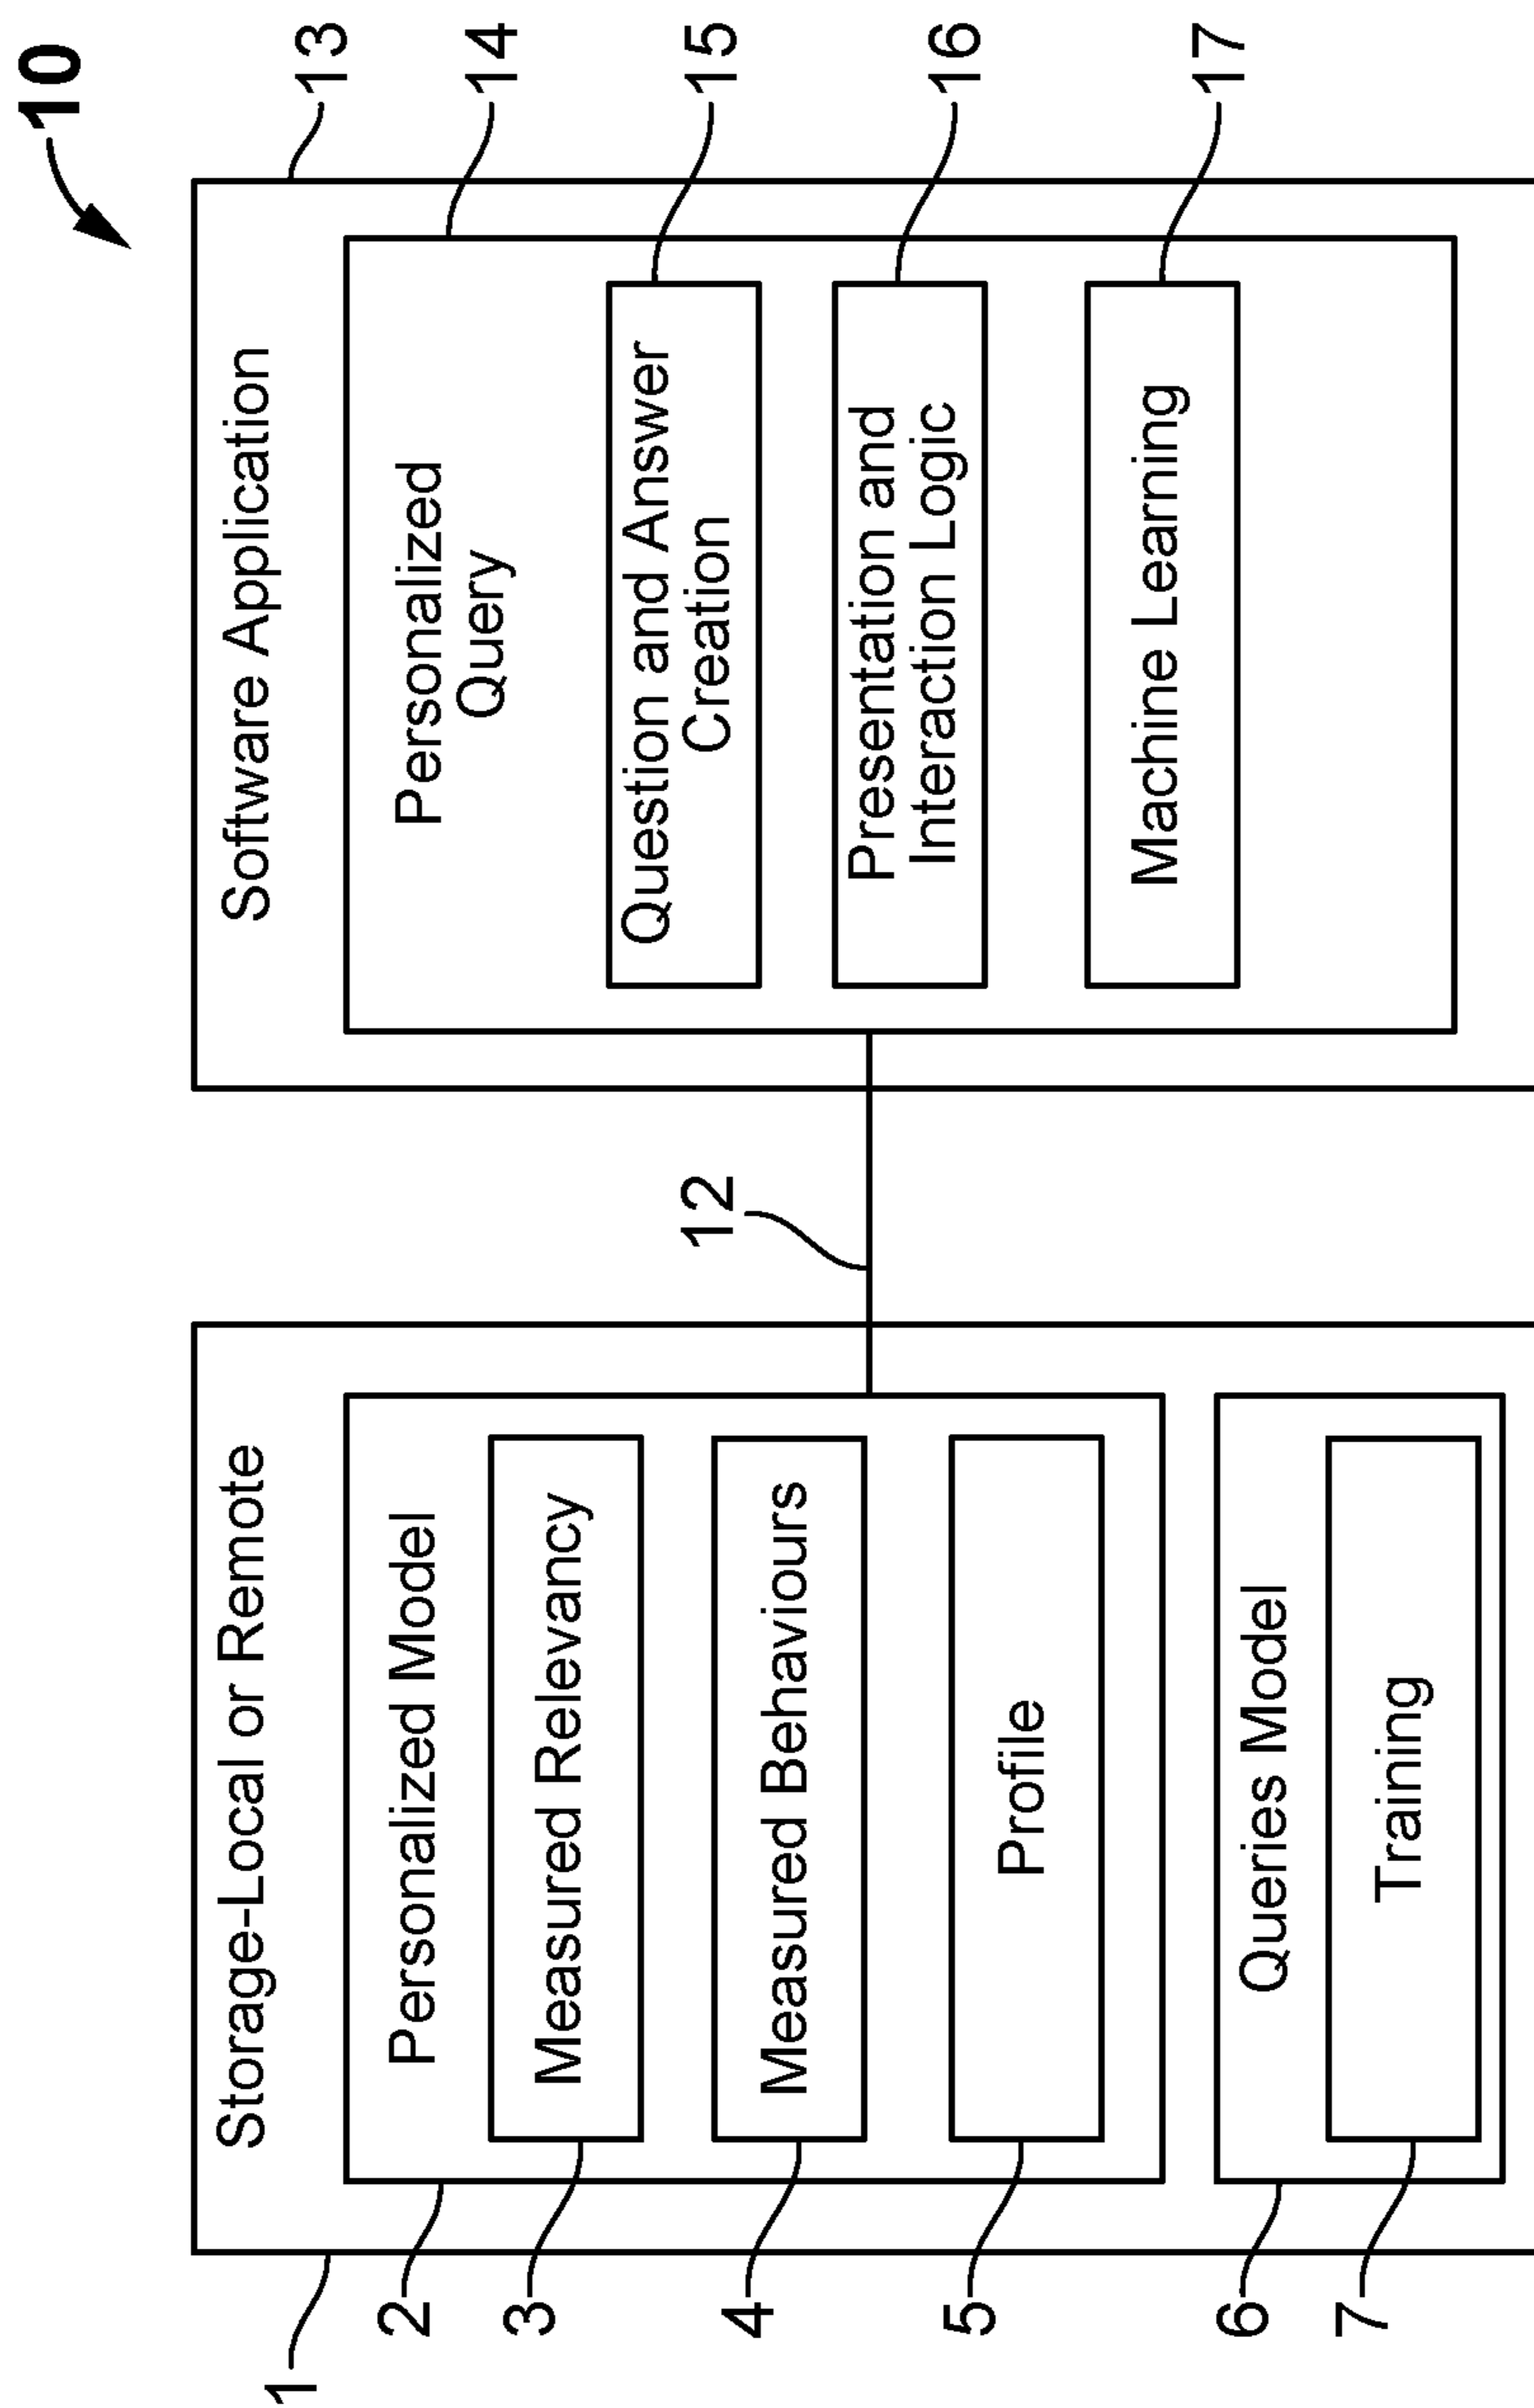 10
Storage-Local or Remote
1
Personalized Model
2
Measured Relevancy
3
Measured Behaviours
4
Profile
5
Queries Model
6
Training
7
12
Software Application
13
Personalized
Query
14
Question and Answer
Creation
15
Presentation and
Interaction Logic
16
Machine Learning
17